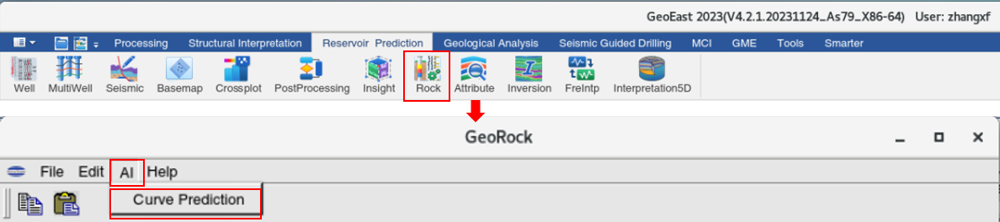 GeoEast 2023(V4.2.1.20231124_As79_X86-64) User: zhangxf
Processing Structural Interpretation Reservoir Prediction Geological Analysis Seismic Guided Drilling MCI GME Tools Smarter
Well MultiWell Seismic Basemap Crossplot PostProcessing Insight Rock Attribute Inversion FreIntp Interpretation5D
GeoRock
File Edit AI Help
Curve Prediction